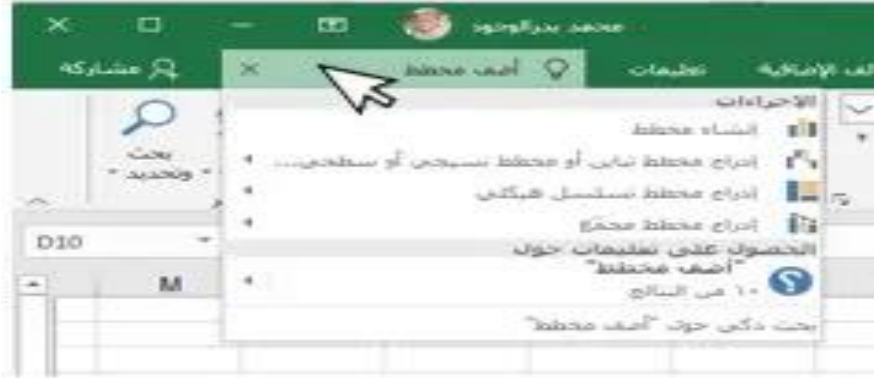 محمد بدرالوجود
الف الإضافية تعليمات أضف مخطط مشاركة
الإجراءات
إنشاء مخطط
إدراج مخطط تباين أو مخطط نسيجي أو سطحي...
إدراج مخطط تسلسل هيكلي
إدراج مخطط مجمّع
الحصول على تعليمات حول
"أضف مخطط"
١٠ من النتائج
بحث ذكي حول "أضف مخطط"
بحث
وتحديد
D10
M